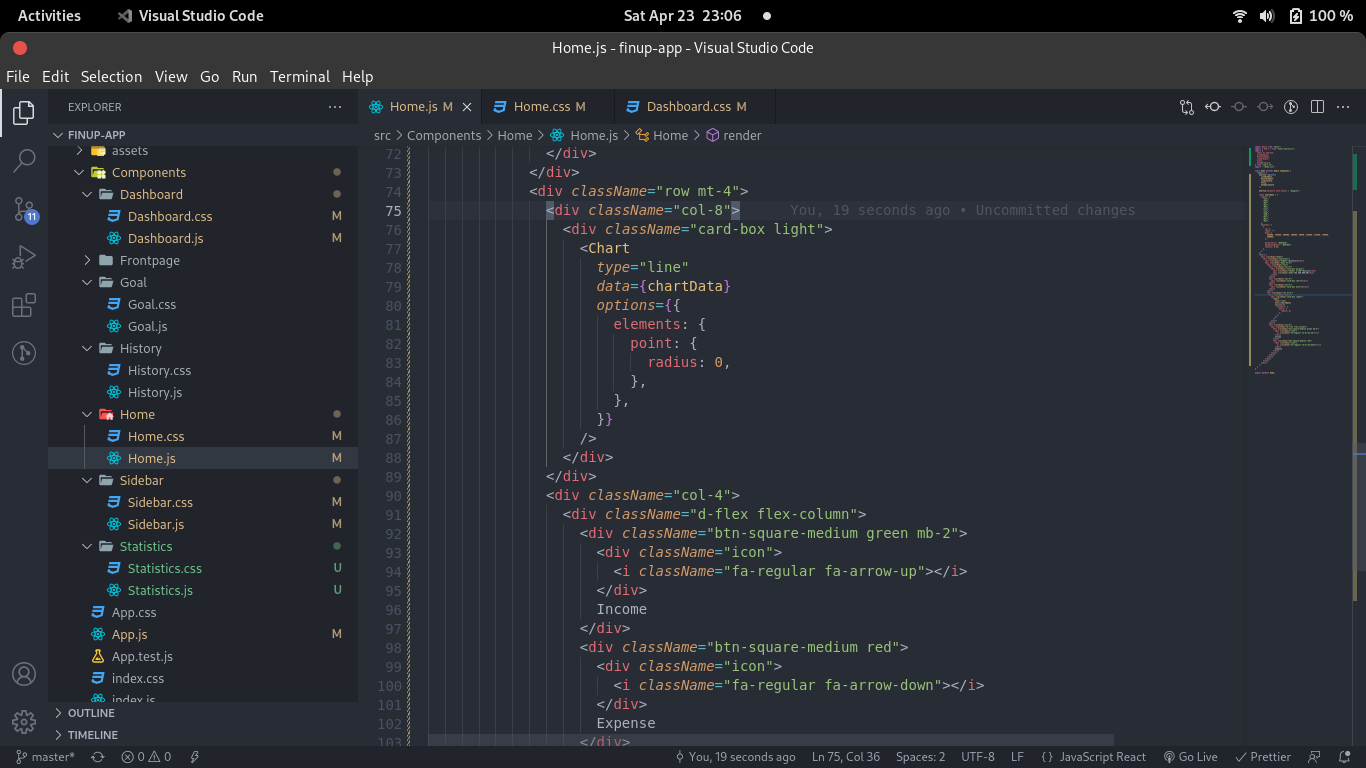 Activities Visual Studio Code Sat Apr 23 23:06 100 %
Home.js - finup-app - Visual Studio Code
File Edit Selection View Go Run Terminal Help
EXPLORER
FINUP-APP
assets
Components
Dashboard
Dashboard.css M
Dashboard.js M
Frontpage
Goal
Goal.css
Goal.js
History
History.css
History.js
Home
Home.css M
Home.js M
Sidebar
Sidebar.css M
Sidebar.js M
Statistics
Statistics.css U
Statistics.js U
App.css
App.js M
App.test.js
index.css
index.js
OUTLINE
TIMELINE
11
Home.js M Home.css M Dashboard.css M
src > Components > Home > Home.js > Home > render
72 </div>
73 </div>
74 <div className="row mt-4">
75 <div className="col-8"> You, 19 seconds ago • Uncommitted changes
76 <div className="card-box light">
77 <Chart
78 type="line"
79 data={chartData}
80 options={{
81 elements: {
82 point: {
83 radius: 0,
84 },
85 },
86 }}
87 />
88 </div>
89 </div>
90 <div className="col-4">
91 <div className="d-flex flex-column">
92 <div className="btn-square-medium green mb-2">
93 <div className="icon">
94 <i className="fa-regular fa-arrow-up"></i>
95 </div>
96 Income
97 </div>
98 <div className="btn-square-medium red">
99 <div className="icon">
100 <i className="fa-regular fa-arrow-down"></i>
101 </div>
102 Expense
103 </div>
master* 0 0 You, 19 seconds ago Ln 75, Col 36 Spaces: 2 UTF-8 LF {} JavaScript React Go Live Prettier